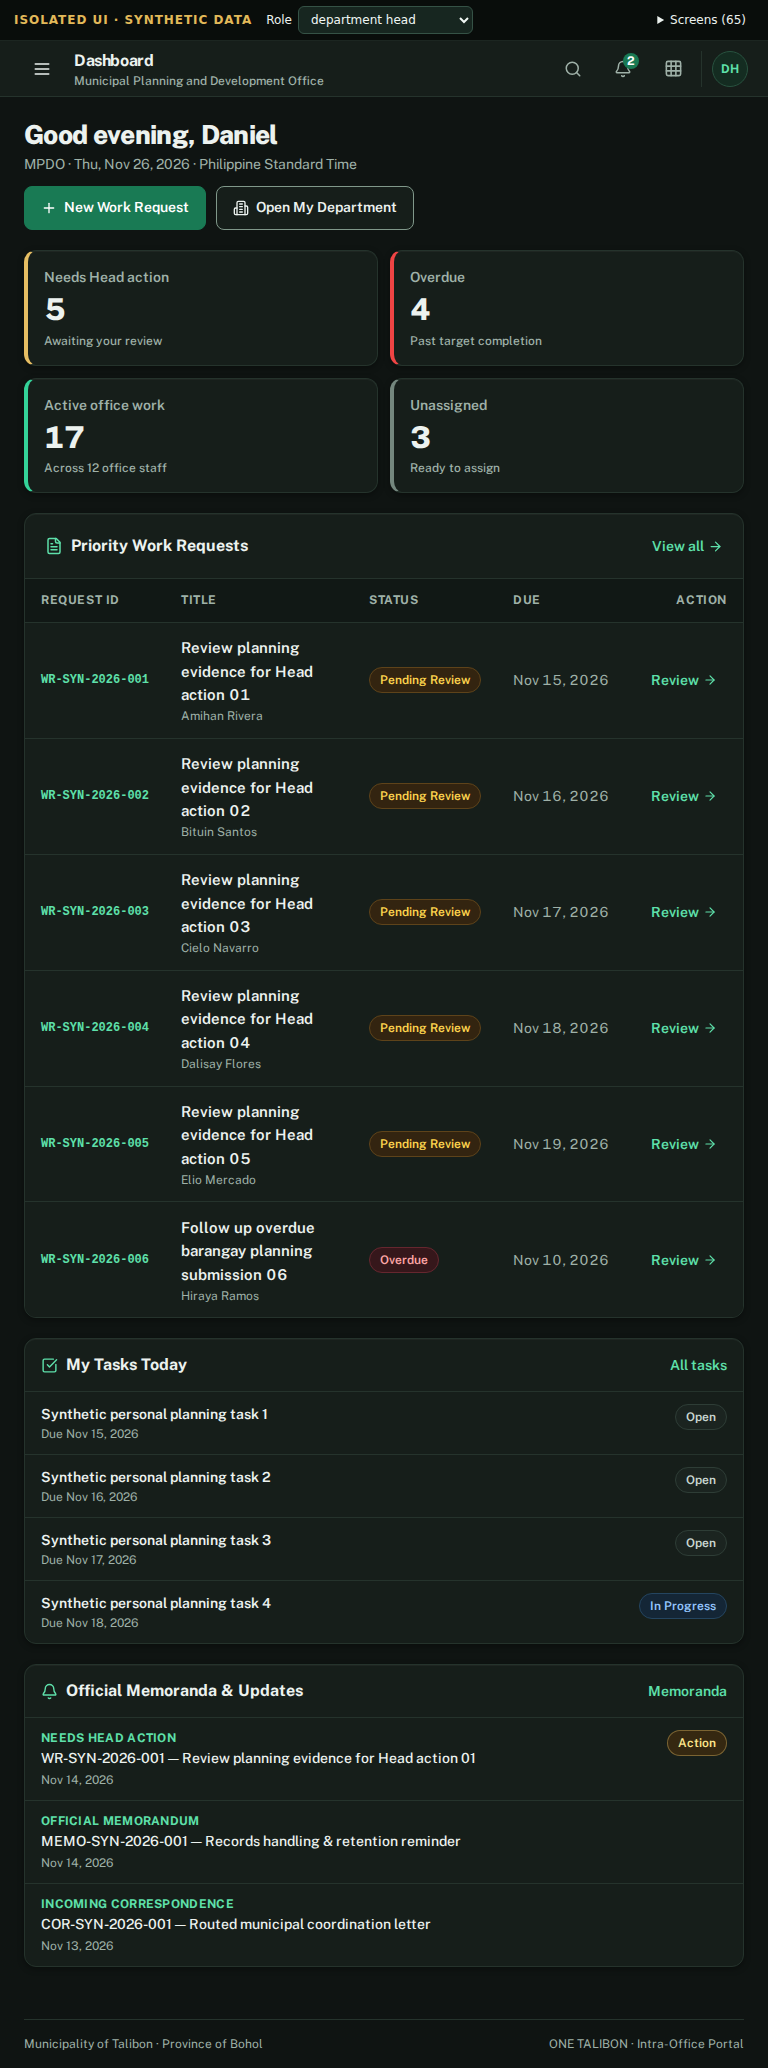 ISOLATED UI · SYNTHETIC DATA Role department head Screens (65)
Dashboard
Municipal Planning and Development Office
2
DH
Good evening, Daniel
MPDO · Thu, Nov 26, 2026 · Philippine Standard Time
New Work Request Open My Department
Needs Head action
5
Awaiting your review
Overdue
4
Past target completion
Active office work
17
Across 12 office staff
Unassigned
3
Ready to assign
Priority Work Requests View all →
REQUEST ID TITLE STATUS DUE ACTION
WR-SYN-2026-001
Review planning
evidence for Head
action 01
Amihan Rivera
Pending Review
Nov 15, 2026
Review →
WR-SYN-2026-002
Review planning
evidence for Head
action 02
Bituin Santos
Pending Review
Nov 16, 2026
Review →
WR-SYN-2026-003
Review planning
evidence for Head
action 03
Cielo Navarro
Pending Review
Nov 17, 2026
Review →
WR-SYN-2026-004
Review planning
evidence for Head
action 04
Dalisay Flores
Pending Review
Nov 18, 2026
Review →
WR-SYN-2026-005
Review planning
evidence for Head
action 05
Elio Mercado
Pending Review
Nov 19, 2026
Review →
WR-SYN-2026-006
Follow up overdue
barangay planning
submission 06
Hiraya Ramos
Overdue
Nov 10, 2026
Review →
My Tasks Today All tasks
Synthetic personal planning task 1
Due Nov 15, 2026
Open
Synthetic personal planning task 2
Due Nov 16, 2026
Open
Synthetic personal planning task 3
Due Nov 17, 2026
Open
Synthetic personal planning task 4
Due Nov 18, 2026
In Progress
Official Memoranda & Updates Memoranda
NEEDS HEAD ACTION
WR-SYN-2026-001 — Review planning evidence for Head action 01
Nov 14, 2026
Action
OFFICIAL MEMORANDUM
MEMO-SYN-2026-001 — Records handling & retention reminder
Nov 14, 2026
INCOMING CORRESPONDENCE
COR-SYN-2026-001 — Routed municipal coordination letter
Nov 13, 2026
Municipality of Talibon · Province of Bohol ONE TALIBON · Intra-Office Portal